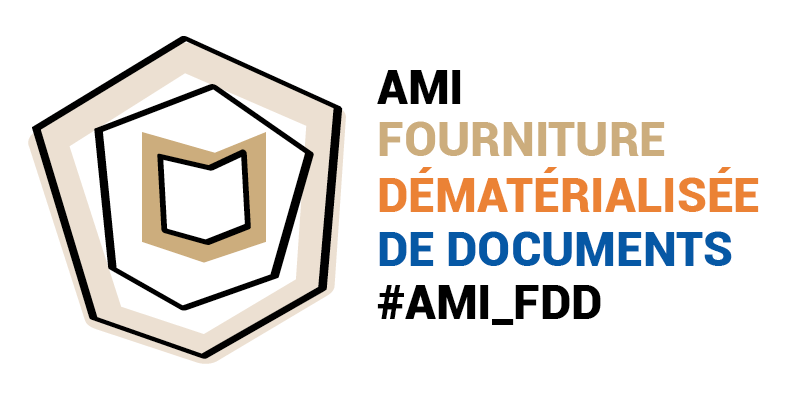 AMI
FOURNITURE
DÉMATÉRIALISÉE
DE DOCUMENTS
#AMI_FDD